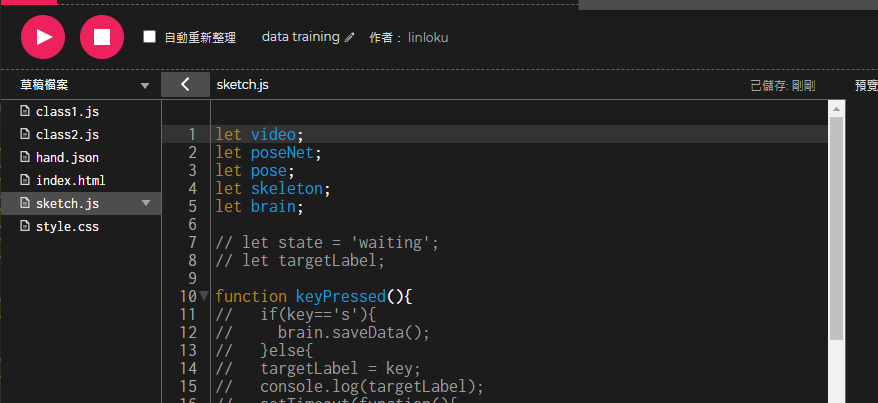 自動重新整理 data training 作者： linloku
草稿檔案 sketch.js 已儲存: 剛剛 預覽
class1.js
class2.js
hand.json
index.html
sketch.js
style.css
1 let video;
2 let poseNet;
3 let pose;
4 let skeleton;
5 let brain;
6
7 // let state = 'waiting';
8 // let targetLabel;
9
10 function keyPressed(){
11 //   if(key=='s'){
12 //     brain.saveData();
13 //   }else{
14 //   targetLabel = key;
15 //   console.log(targetLabel);
16 //   setTimeout(function(){